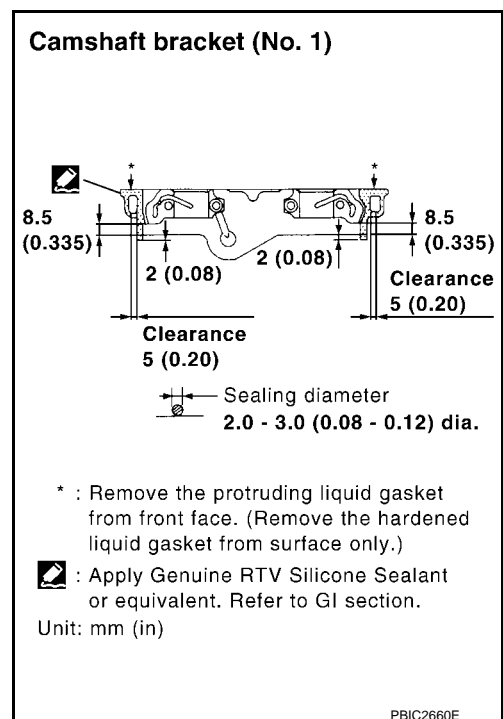 Camshaft bracket (No. 1)
*
*
8.5
(0.335)
2 (0.08)
2 (0.08)
8.5
(0.335)
Clearance
5 (0.20)
Clearance
5 (0.20)
Sealing diameter
2.0 - 3.0 (0.08 - 0.12) dia.
* : Remove the protruding liquid gasket
from front face. (Remove the hardened
liquid gasket from surface only.)
: Apply Genuine RTV Silicone Sealant
or equivalent. Refer to GI section.
Unit: mm (in)
PBIC2660E